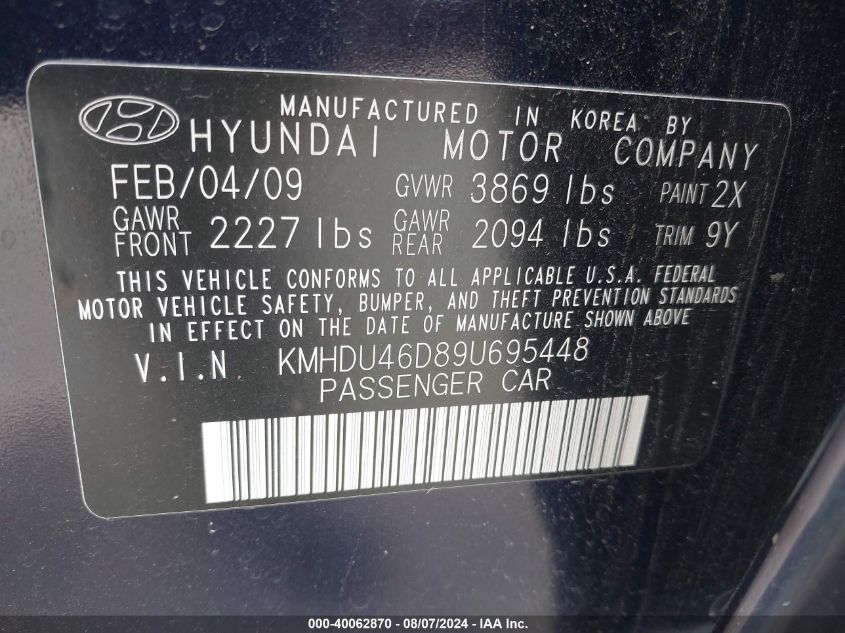 MANUFACTURED IN KOREA BY
HYUNDAI MOTOR COMPANY
FEB/04/09 GVWR 3869 lbs PAINT 2X
GAWR FRONT 2227 lbs GAWR REAR 2094 lbs TRIM 9Y
THIS VEHICLE CONFORMS TO ALL APPLICABLE U.S.A. FEDERAL
MOTOR VEHICLE SAFETY, BUMPER, AND THEFT PREVENTION STANDARDS
IN EFFECT ON THE DATE OF MANUFACTURE SHOWN ABOVE
V.I.N KMHDU46D89U695448
PASSENGER CAR
000-40062870 - 08/07/2024 - IAA Inc.